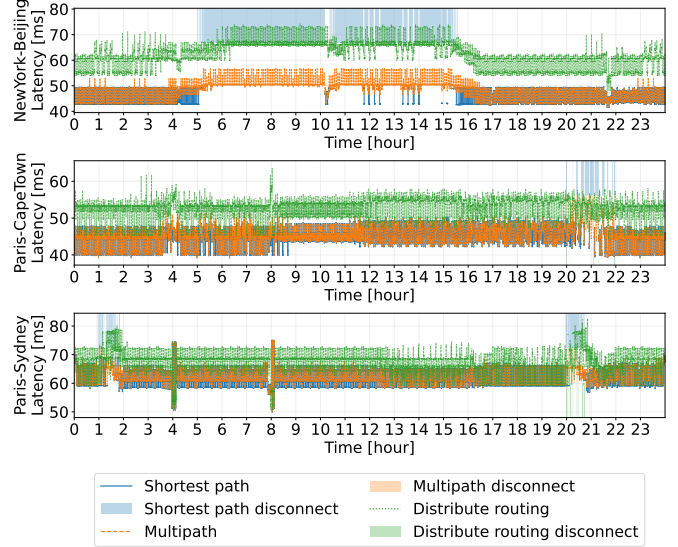 NewYork-Beijing
Latency [ms]
80
70
60
50
40
0 1 2 3 4 5 6 7 8 9 10 11 12 13 14 15 16 17 18 19 20 21 22 23
Time [hour]
Paris-CapeTown
Latency [ms]
60
50
40
0 1 2 3 4 5 6 7 8 9 10 11 12 13 14 15 16 17 18 19 20 21 22 23
Time [hour]
Paris-Sydney
Latency [ms]
80
70
60
50
0 1 2 3 4 5 6 7 8 9 10 11 12 13 14 15 16 17 18 19 20 21 22 23
Time [hour]
Shortest path
Shortest path disconnect
Multipath
Multipath disconnect
Distribute routing
Distribute routing disconnect